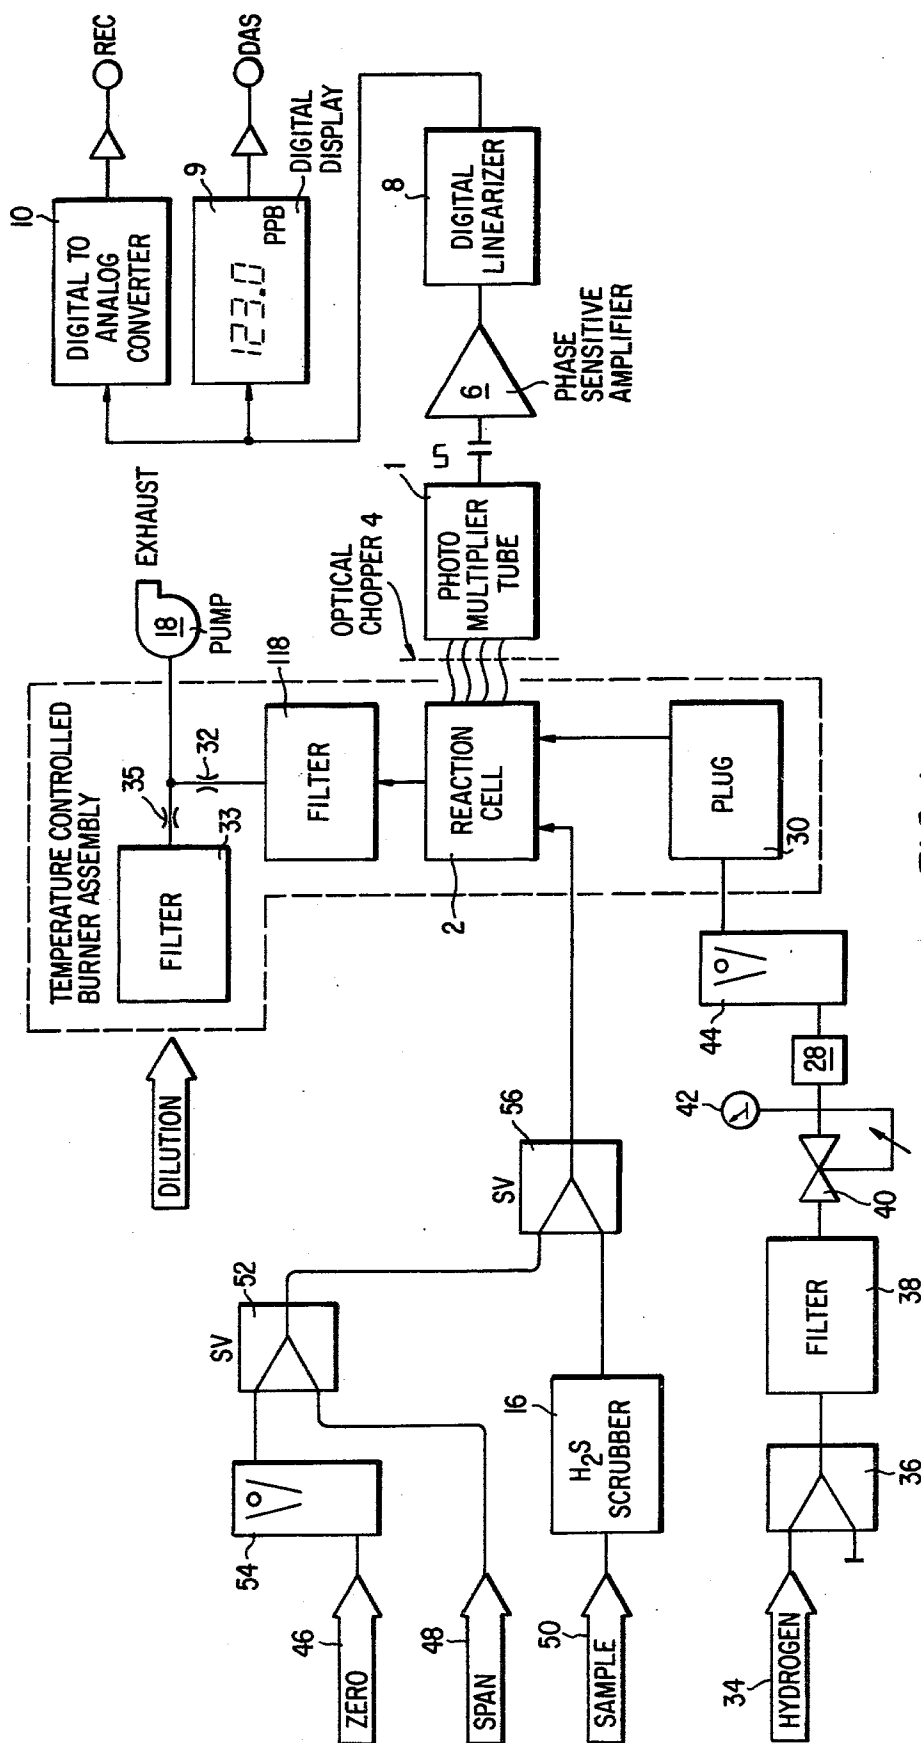 REC
DAS
10
DIGITAL TO
ANALOG
CONVERTER
9
123.0
PPB
DIGITAL
DISPLAY
8
DIGITAL
LINEARIZER
6
PHASE
SENSITIVE
AMPLIFIER
5
1
PHOTO
MULTIPLIER
TUBE
OPTICAL
CHOPPER 4
EXHAUST
18
PUMP
TEMPERATURE CONTROLLED
BURNER ASSEMBLY
35
32
33
FILTER
118
FILTER
REACTION
CELL
2
PLUG
30
DILUTION
44
28
42
40
56
SV
52
SV
54
16
H2S
SCRUBBER
FILTER
38
36
46
ZERO
48
SPAN
50
SAMPLE
34
HYDROGEN